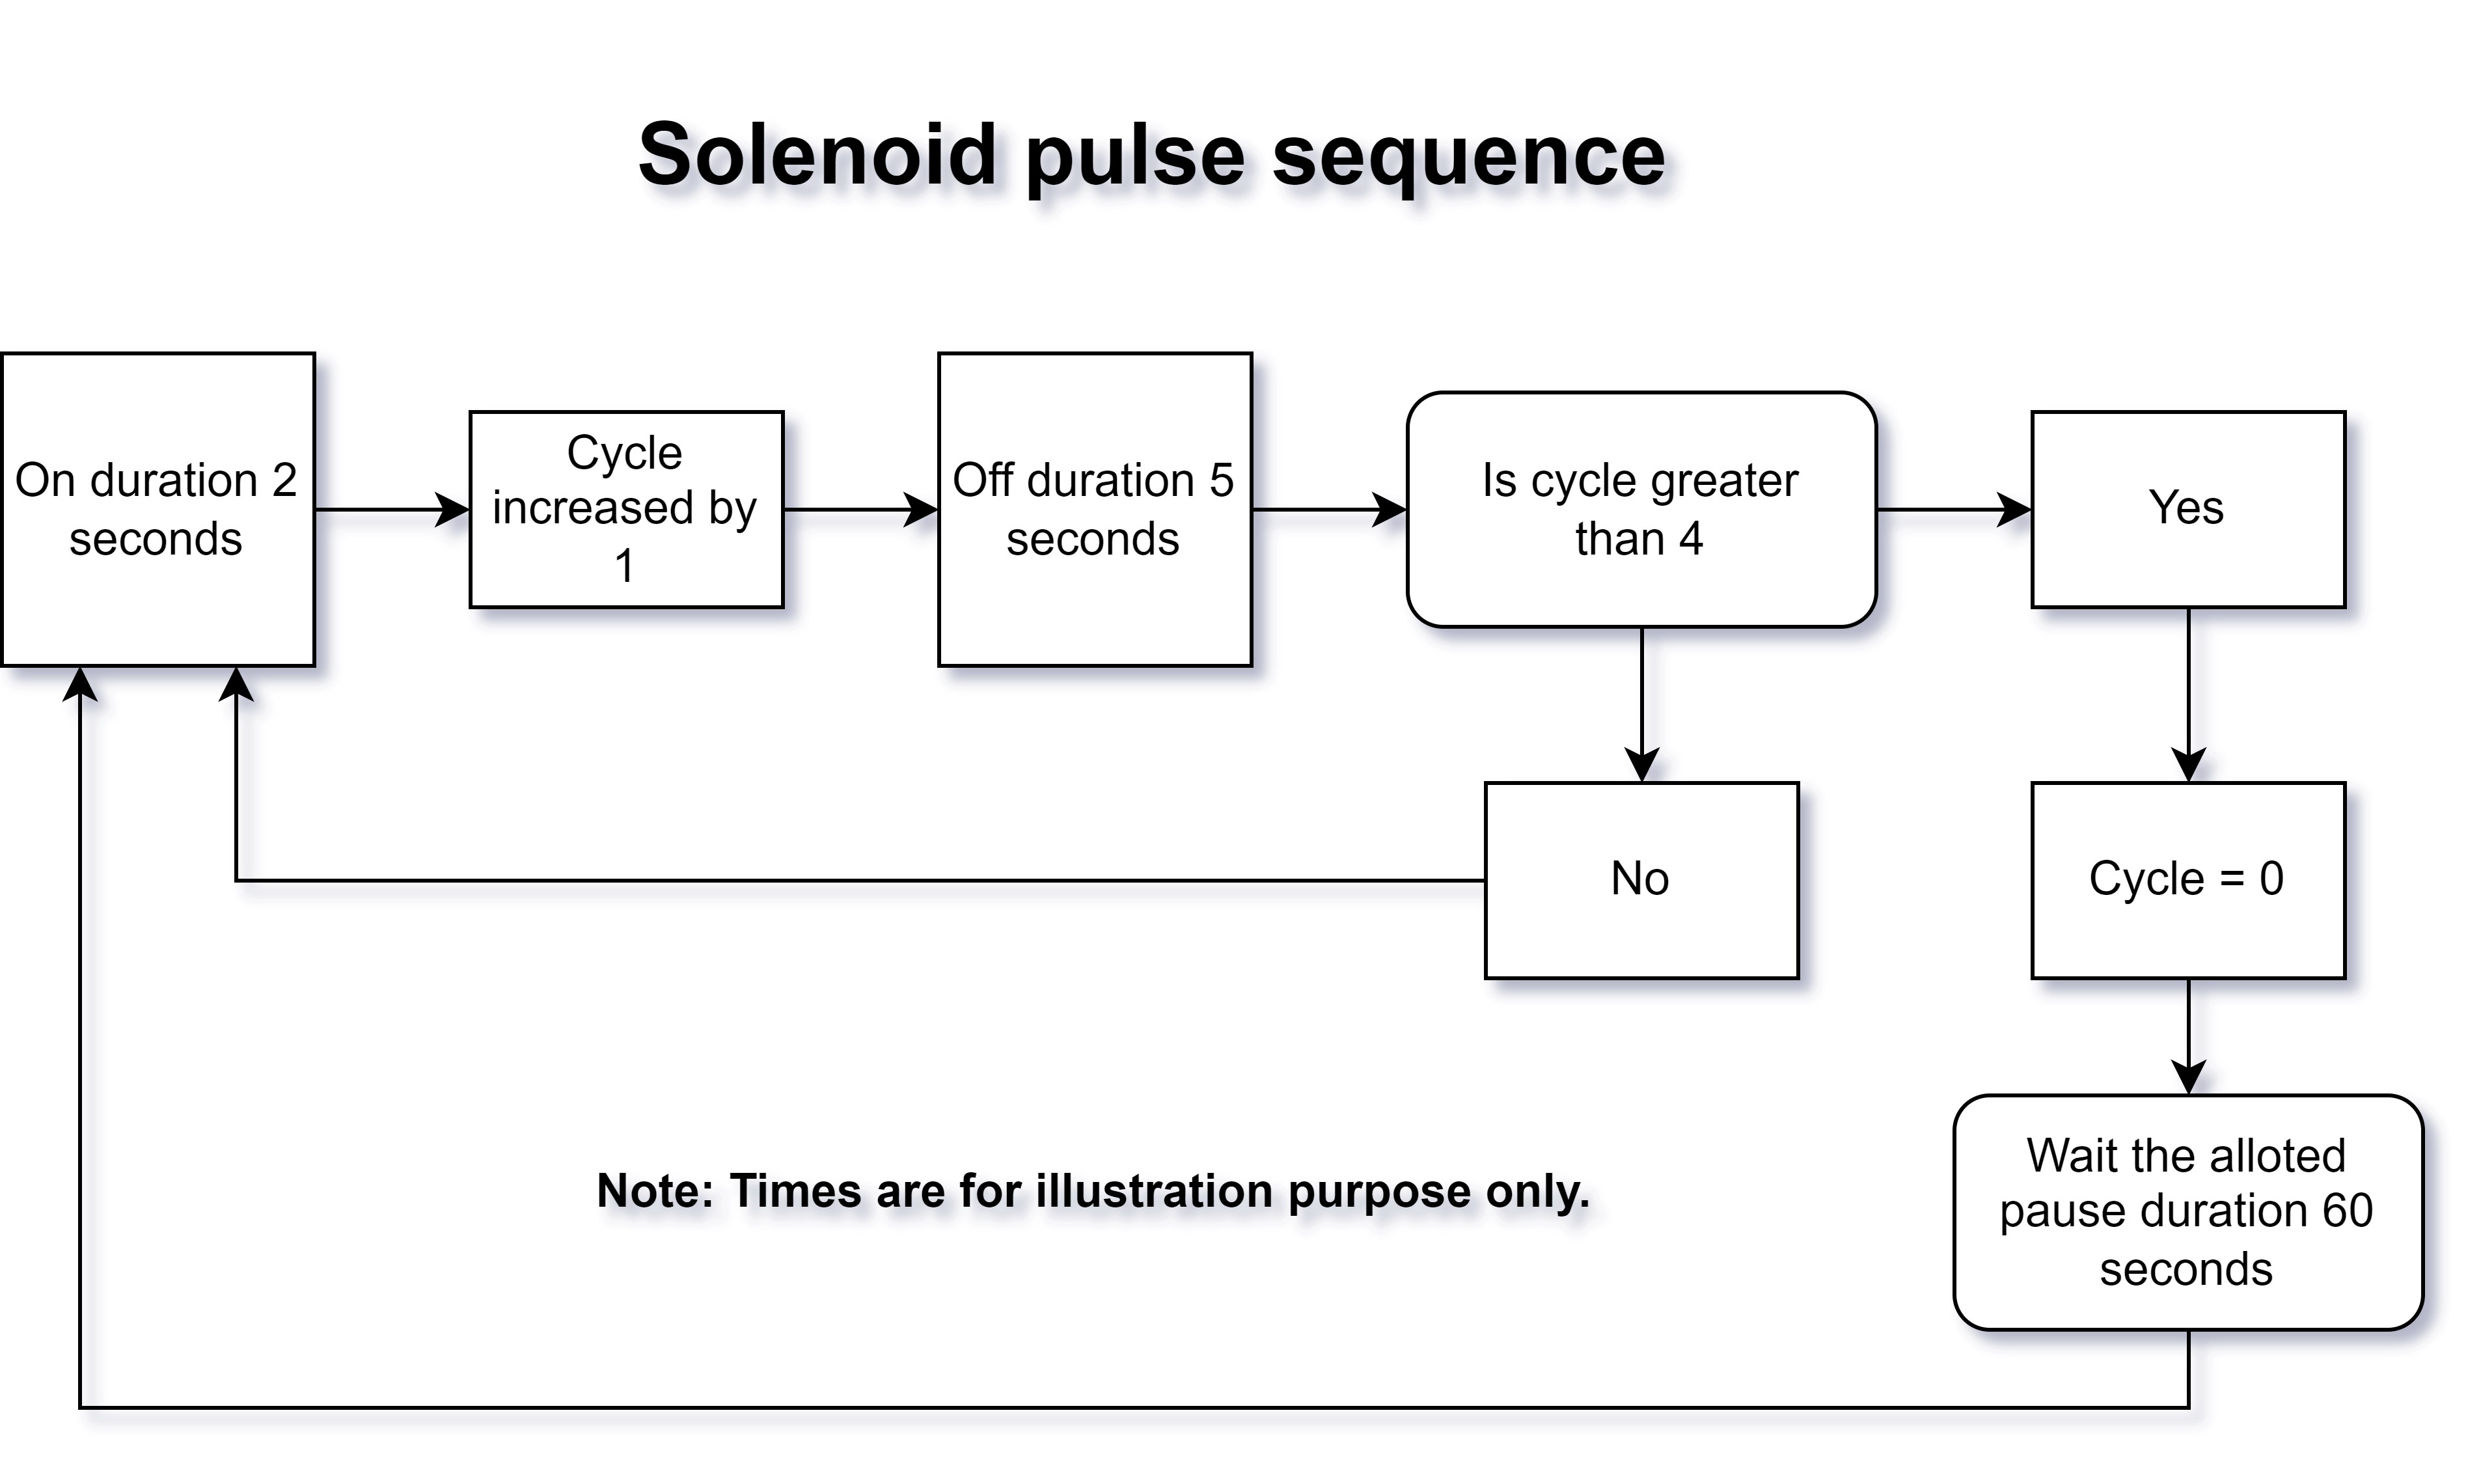 Solenoid pulse sequence
On duration 2
seconds
Cycle
increased by
1
Off duration 5
seconds
Is cycle greater
than 4
Yes
No
Cycle = 0
Wait the alloted
pause duration 60
seconds
Note: Times are for illustration purpose only.